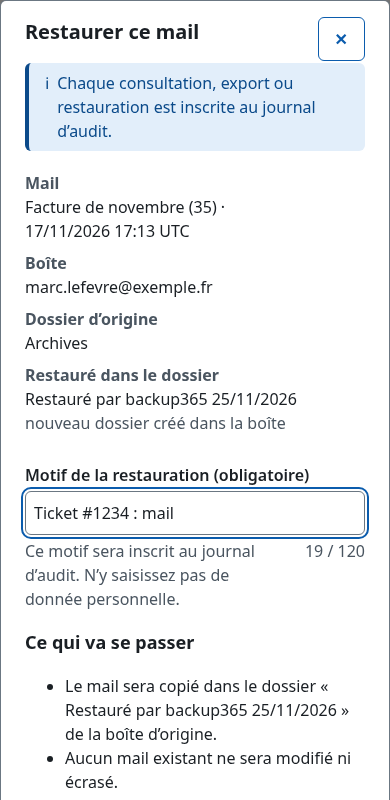 Restaurer ce mail
×
i Chaque consultation, export ou
restauration est inscrite au journal
d’audit.
Mail
Facture de novembre (35) ·
17/11/2026 17:13 UTC
Boîte
marc.lefevre@exemple.fr
Dossier d’origine
Archives
Restauré dans le dossier
Restauré par backup365 25/11/2026
nouveau dossier créé dans la boîte
Motif de la restauration (obligatoire)
Ticket #1234 : mail
Ce motif sera inscrit au journal 19 / 120
d’audit. N’y saisissez pas de
donnée personnelle.
Ce qui va se passer
• Le mail sera copié dans le dossier «
Restauré par backup365 25/11/2026 »
de la boîte d’origine.
• Aucun mail existant ne sera modifié ni
écrasé.